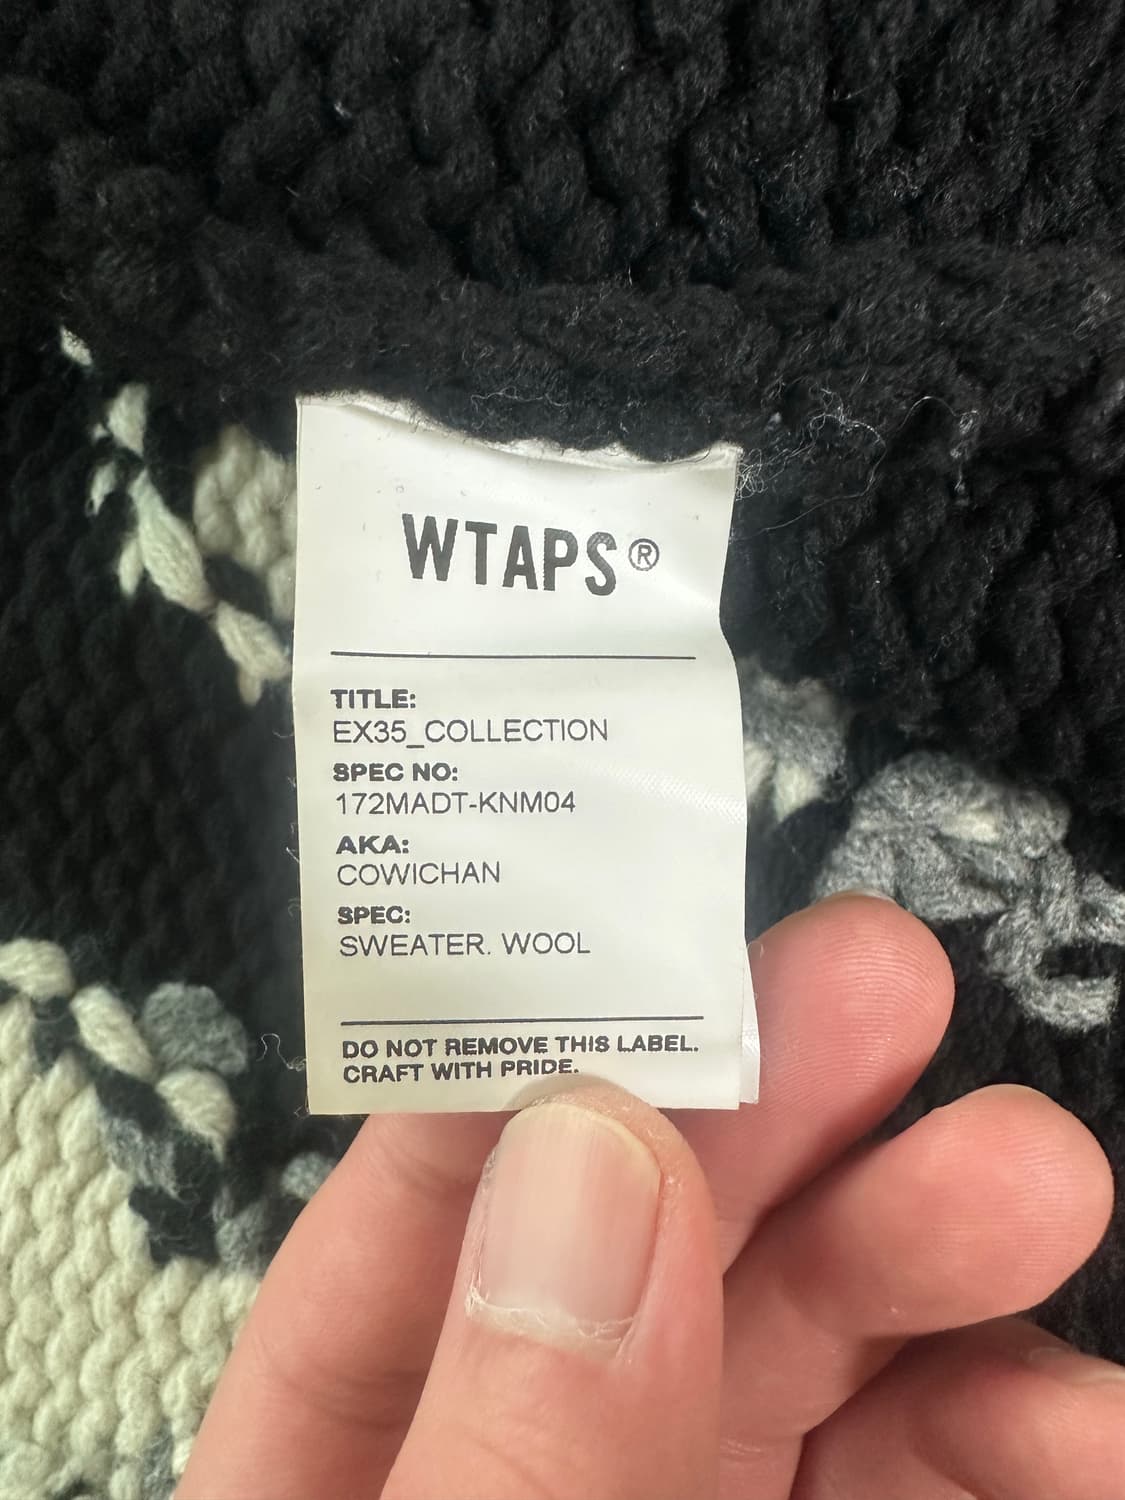 WTAPS®
TITLE:
EX35_COLLECTION
SPEC NO:
172MADT-KNM04
AKA:
COWICHAN
SPEC:
SWEATER. WOOL
DO NOT REMOVE THIS LABEL.
CRAFT WITH PRIDE.